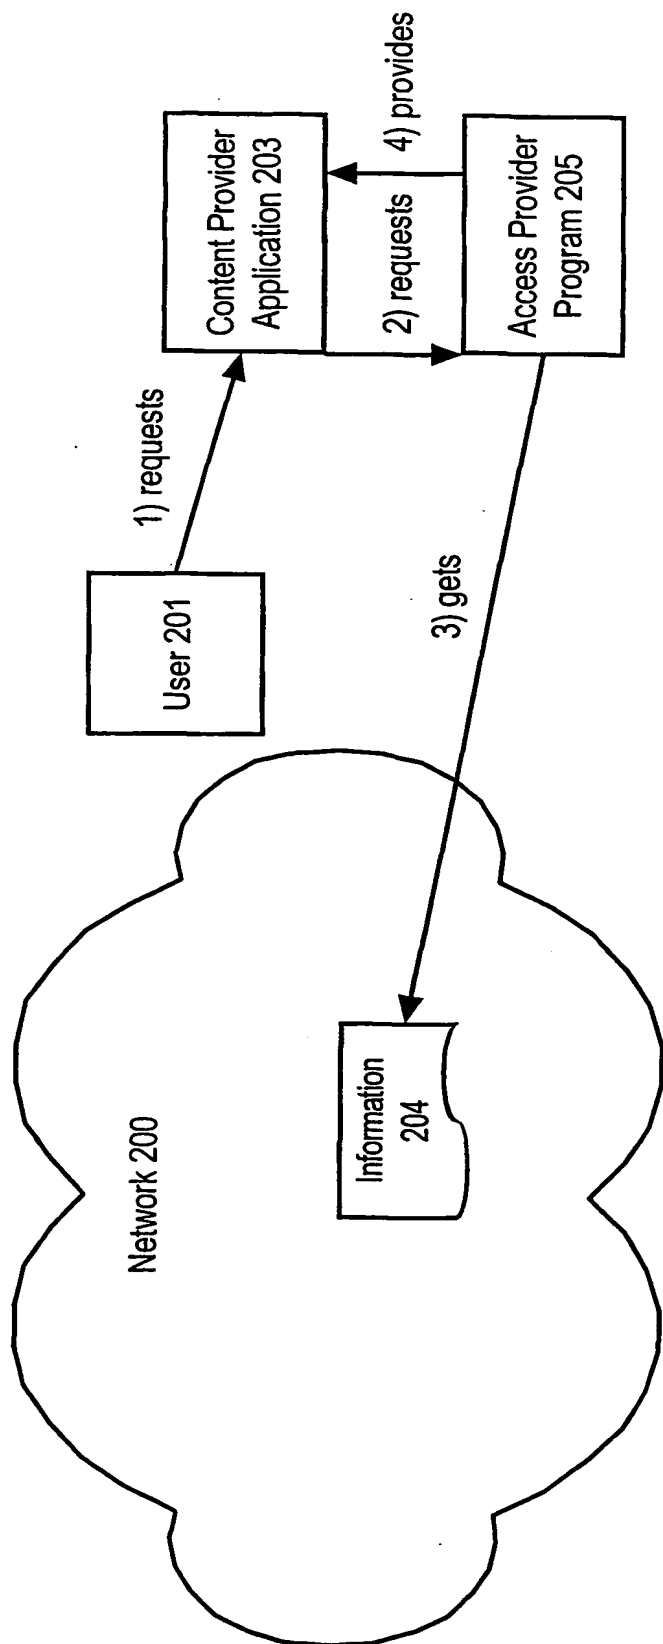 Network 200
Information
204
User 201
1) requests
3) gets
Content Provider
Application 203
2) requests
4) provides
Access Provider
Program 205